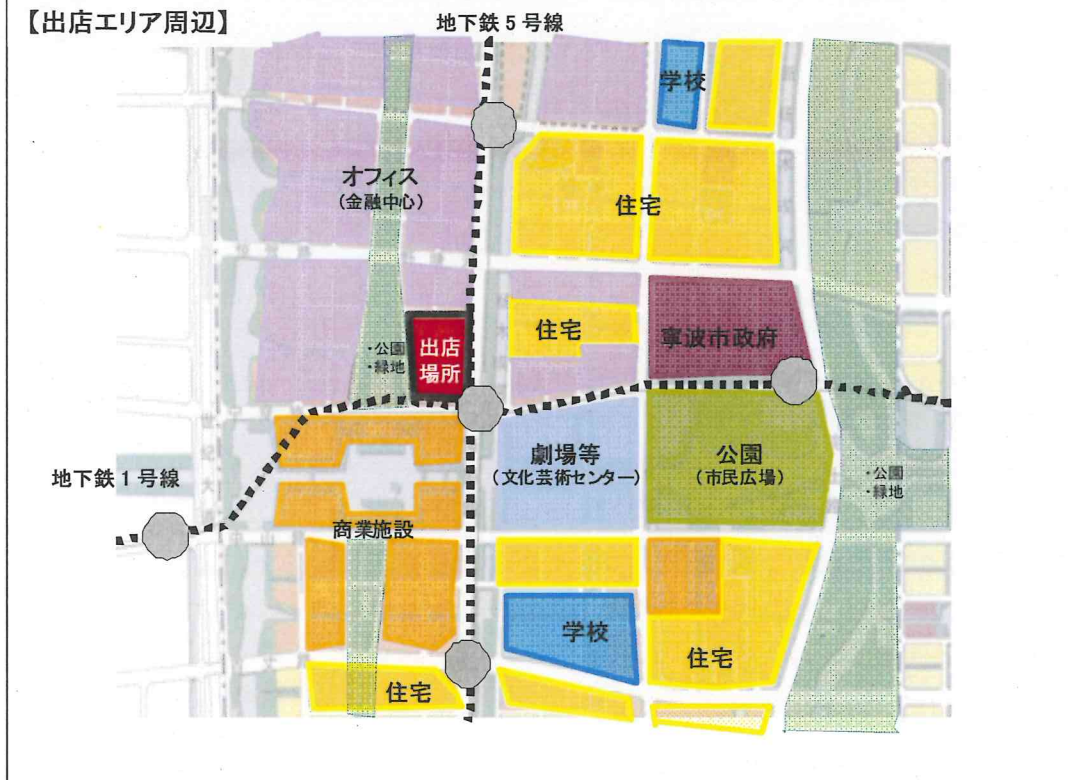 【出店エリア周辺】
地下鉄5号線
学校
オフィス
(金融中心)
住宅
住宅
寧波市政府
・公園
・緑地
出店
場所
劇場等
(文化芸術センター)
公園
(市民広場)
・公園
・緑地
地下鉄1号線
商業施設
学校
住宅
住宅